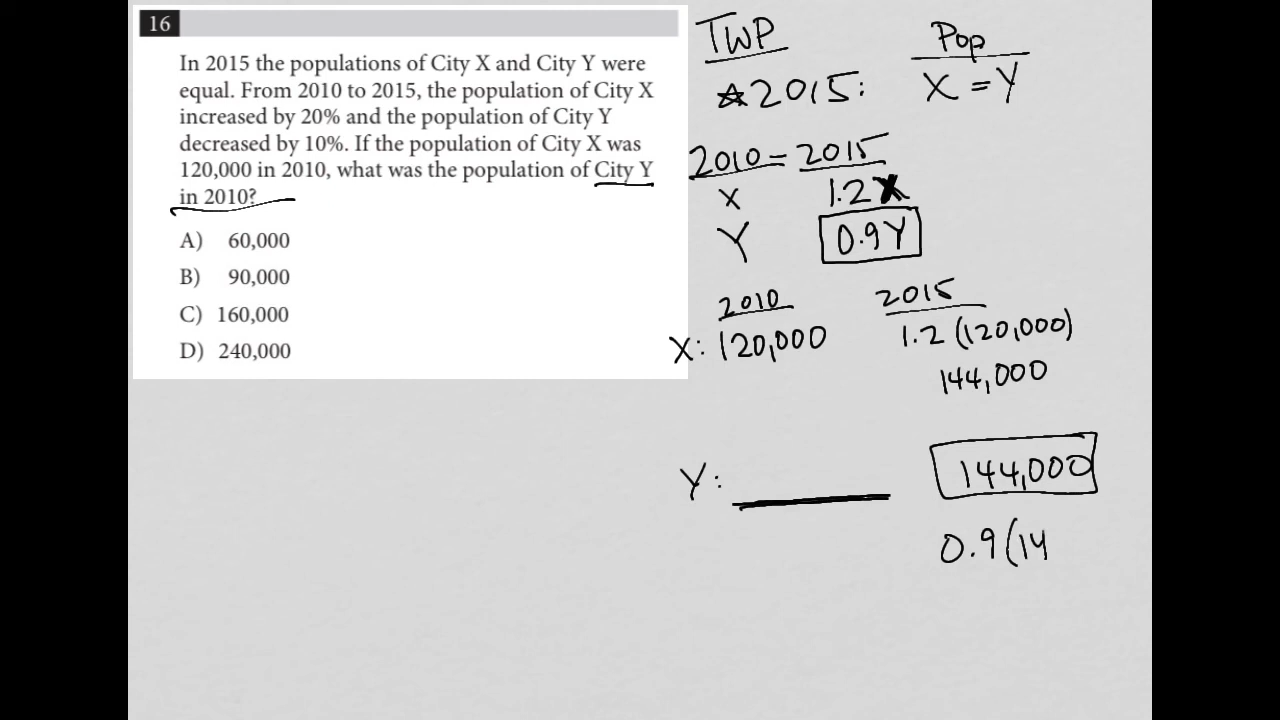 16
In 2015 the populations of City X and City Y were
equal. From 2010 to 2015, the population of City X
increased by 20% and the population of City Y
decreased by 10%. If the population of City X was
120,000 in 2010, what was the population of City Y
in 2010?
A) 60,000
B) 90,000
C) 160,000
D) 240,000
TWP Pop
☆2015: X = Y
2010 = 2015
X 1.2X
Y 0.9Y
2010 2015
X: 120,000 1.2 (120,000)
144,000
Y: 144,000
0.9(14